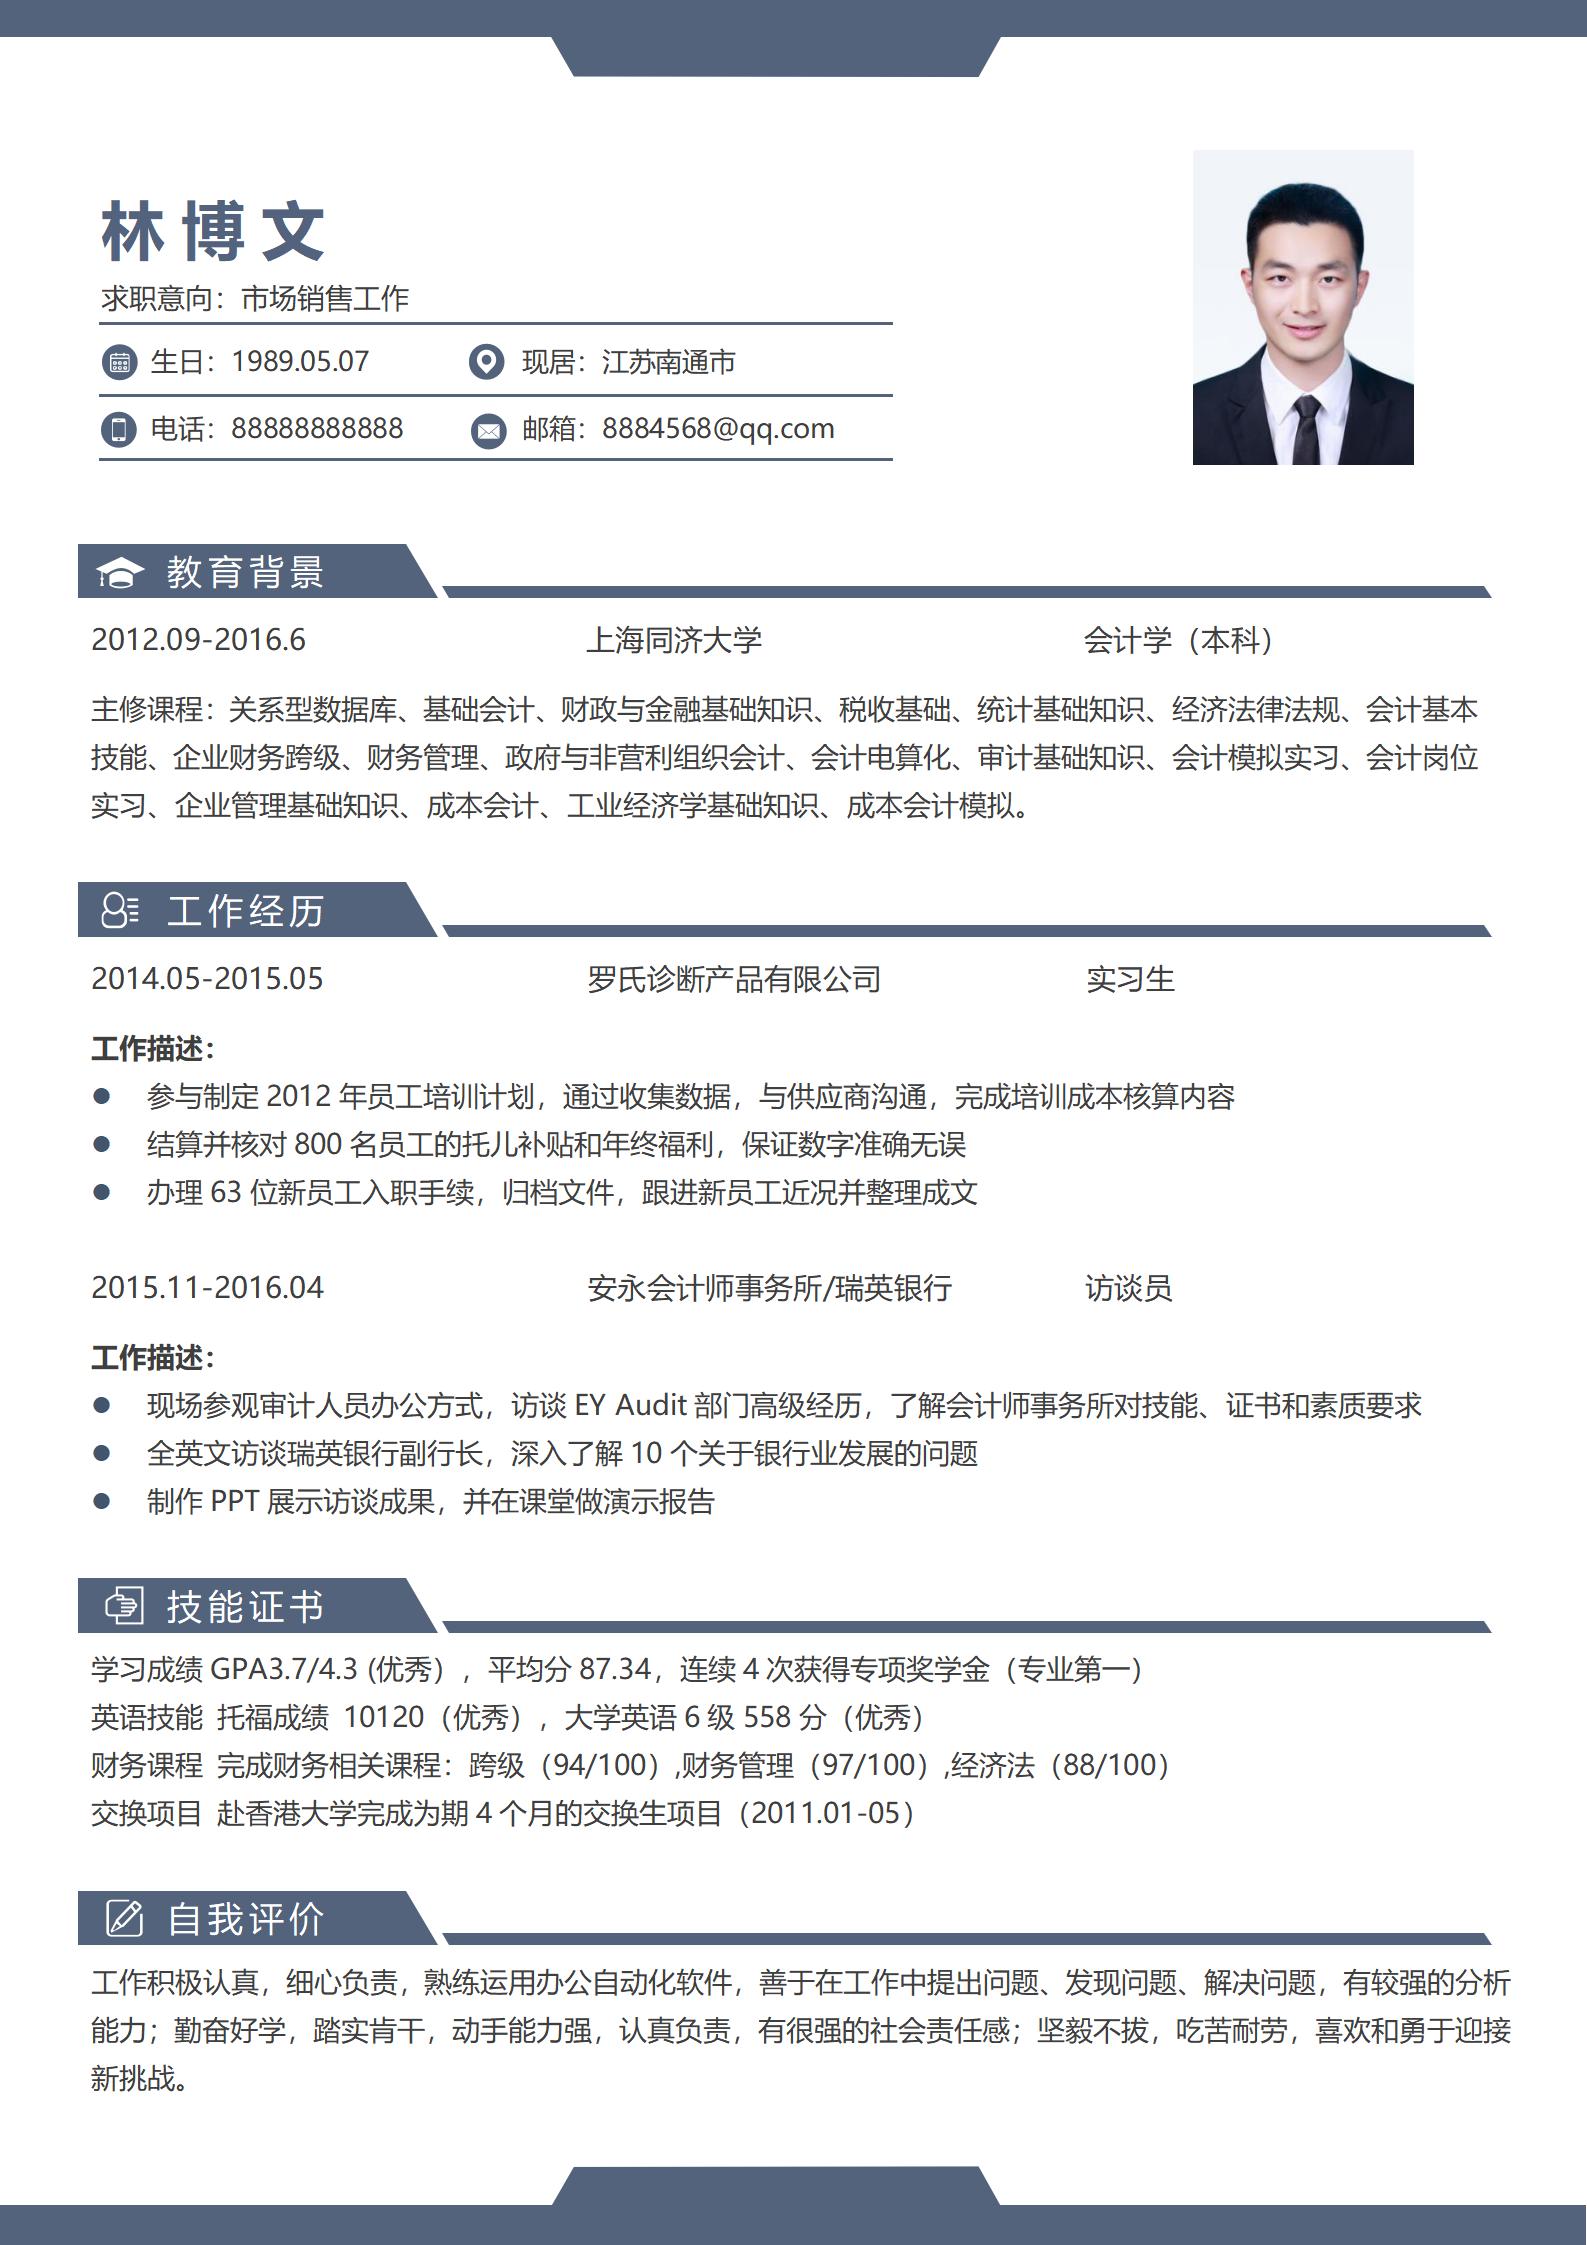 林博文
求职意向：市场销售工作
生日：1989.05.07 现居：江苏南通市
电话：88888888888 邮箱：8884568@qq.com
教育背景
2012.09-2016.6 上海同济大学 会计学（本科）
主修课程：关系型数据库、基础会计、财政与金融基础知识、税收基础、统计基础知识、经济法律法规、会计基本
技能、企业财务跨级、财务管理、政府与非营利组织会计、会计电算化、审计基础知识、会计模拟实习、会计岗位
实习、企业管理基础知识、成本会计、工业经济学基础知识、成本会计模拟。
工作经历
2014.05-2015.05 罗氏诊断产品有限公司 实习生
工作描述：
● 参与制定 2012 年员工培训计划，通过收集数据，与供应商沟通，完成培训成本核算内容
● 结算并核对 800 名员工的托儿补贴和年终福利，保证数字准确无误
● 办理 63 位新员工入职手续，归档文件，跟进新员工近况并整理成文
2015.11-2016.04 安永会计师事务所/瑞英银行 访谈员
工作描述：
● 现场参观审计人员办公方式，访谈 EY Audit 部门高级经历，了解会计师事务所对技能、证书和素质要求
● 全英文访谈瑞英银行副行长，深入了解 10 个关于银行业发展的问题
● 制作 PPT 展示访谈成果，并在课堂做演示报告
技能证书
学习成绩 GPA3.7/4.3 (优秀），平均分 87.34，连续 4 次获得专项奖学金（专业第一）
英语技能 托福成绩 10120（优秀），大学英语 6 级 558 分（优秀）
财务课程 完成财务相关课程：跨级（94/100）,财务管理（97/100）,经济法（88/100）
交换项目 赴香港大学完成为期 4 个月的交换生项目（2011.01-05）
自我评价
工作积极认真，细心负责，熟练运用办公自动化软件，善于在工作中提出问题、发现问题、解决问题，有较强的分析
能力；勤奋好学，踏实肯干，动手能力强，认真负责，有很强的社会责任感；坚毅不拔，吃苦耐劳，喜欢和勇于迎接
新挑战。